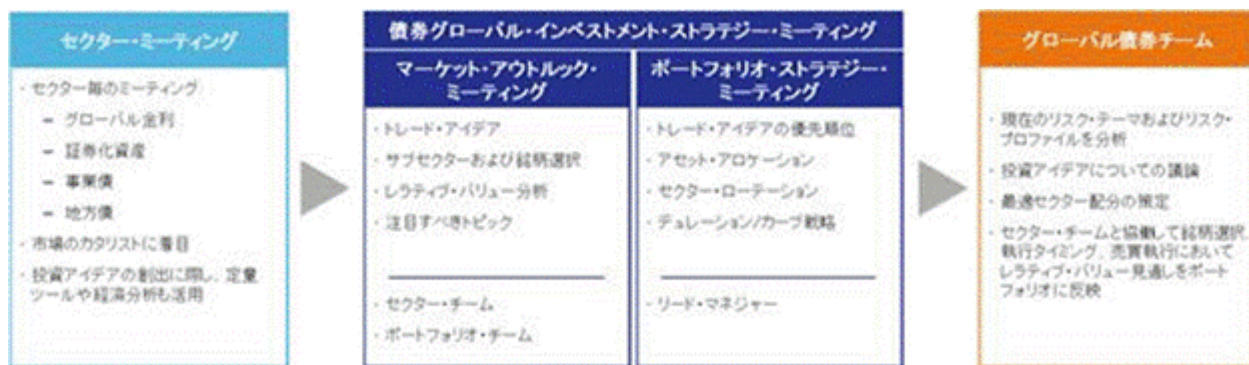 セクター・ミーティング
・セクター毎のミーティング
－ グローバル金利
－ 証券化資産
－ 事業債
－ 地方債
・市場のカタリストに着目
・投資アイデアの創出に際し、定量
ツールや経済分析も活用
債券グローバル・インベストメント・ストラテジー・ミーティング
マーケット・アウトルック・
ミーティング
・トレード・アイデア
・サブセクターおよび銘柄選択
・レラティブ・バリュー分析
・注目すべきトピック
・セクター・チーム
・ポートフォリオ・チーム
ポートフォリオ・ストラテジー・
ミーティング
・トレード・アイデアの優先順位
・アセット・アロケーション
・セクター・ローテーション
・デュレーション/カーブ戦略
・リード・マネジャー
グローバル債券チーム
・現在のリスク・テーマおよびリスク・
プロファイルを分析
・投資アイデアについての議論
・最適セクター配分の策定
・セクター・チームと協働して銘柄選択、
執行タイミング、売買執行において
レラティブ・バリュー見通しをポート
フォリオに反映